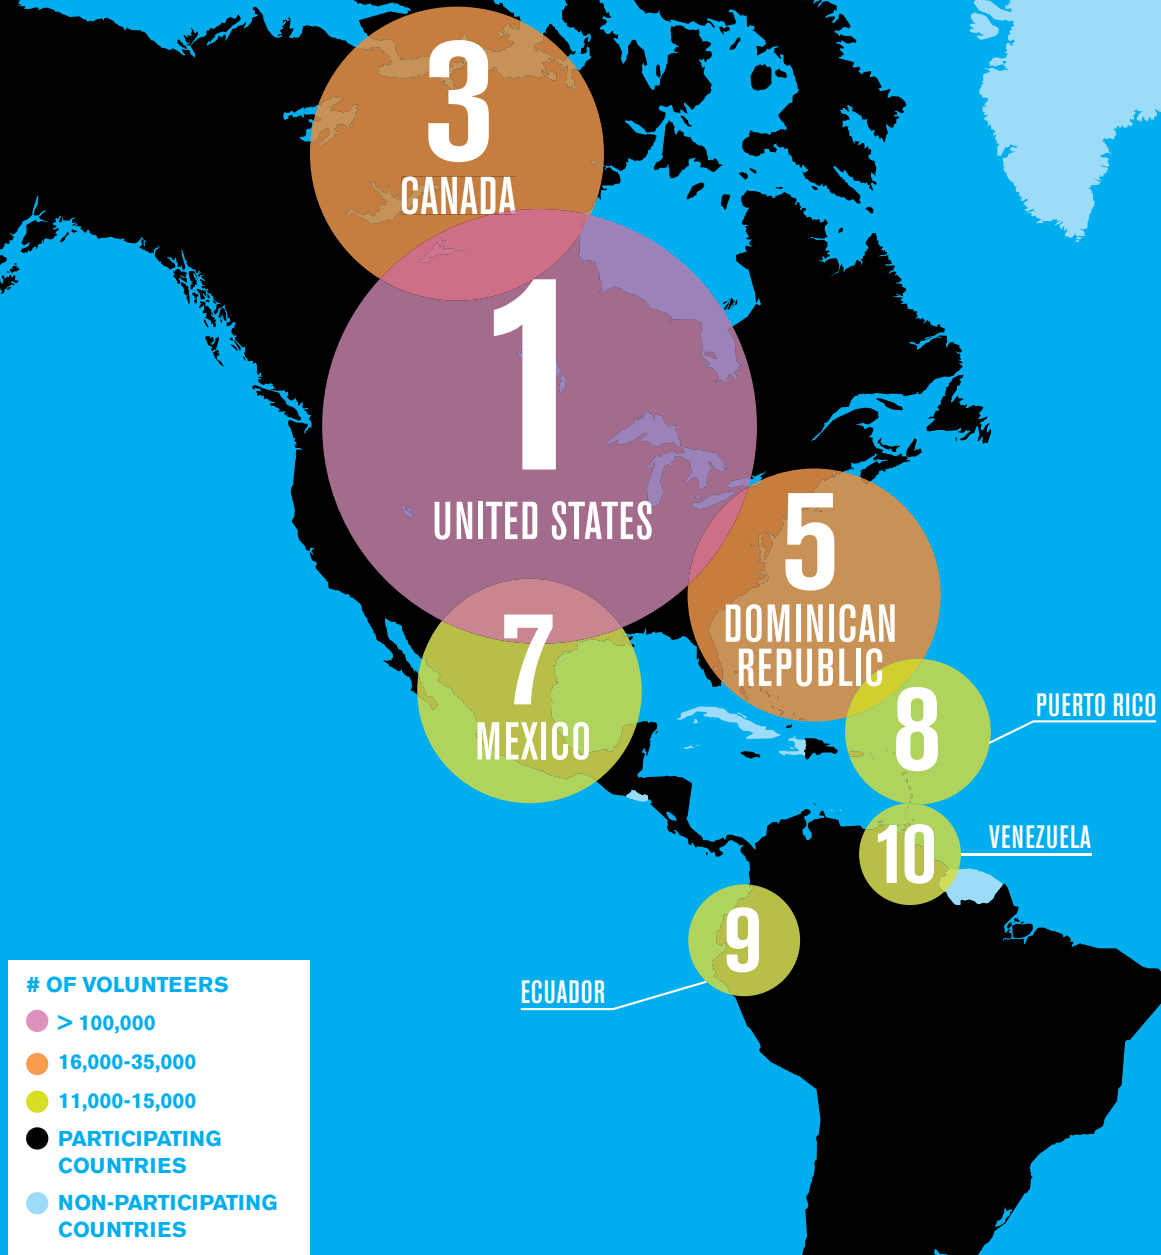 3
CANADA
1
UNITED STATES
5
DOMINICAN
REPUBLIC
7
MEXICO
8
PUERTO RICO
10
VENEZUELA
9
ECUADOR
# OF VOLUNTEERS
> 100,000
16,000-35,000
11,000-15,000
PARTICIPATING
COUNTRIES
NON-PARTICIPATING
COUNTRIES